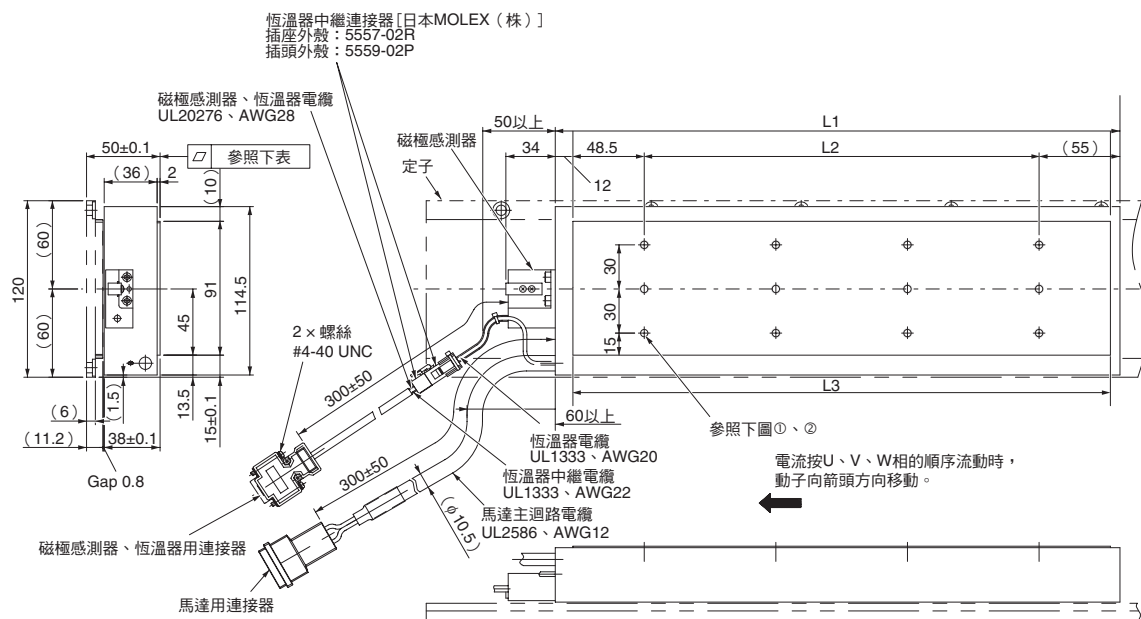 恆溫器中繼連接器[日本MOLEX（株）]
插座外殼：5557-02R
插頭外殼：5559-02P
磁極感測器、恆溫器電纜
UL20276、AWG28
50以上
L1
磁極感測器
34
48.5
L2
(55)
12
定子
50±0.1
⏥ 參照下表
(36)
2
(10)
120
(60)
(60)
91
114.5
45
30
30
15
2 × 螺絲
#4-40 UNC
300±50
L3
60以上
(6)
(1.5)
13.5
15±0.1
(11.2)
38±0.1
Gap 0.8
參照下圖①、②
恆溫器電纜
UL1333、AWG20
恆溫器中繼電纜
UL1333、AWG22
電流按U、V、W相的順序流動時，
動子向箭頭方向移動。
300±50
(φ10.5)
馬達主迴路電纜
UL2586、AWG12
磁極感測器、恆溫器用連接器
馬達用連接器